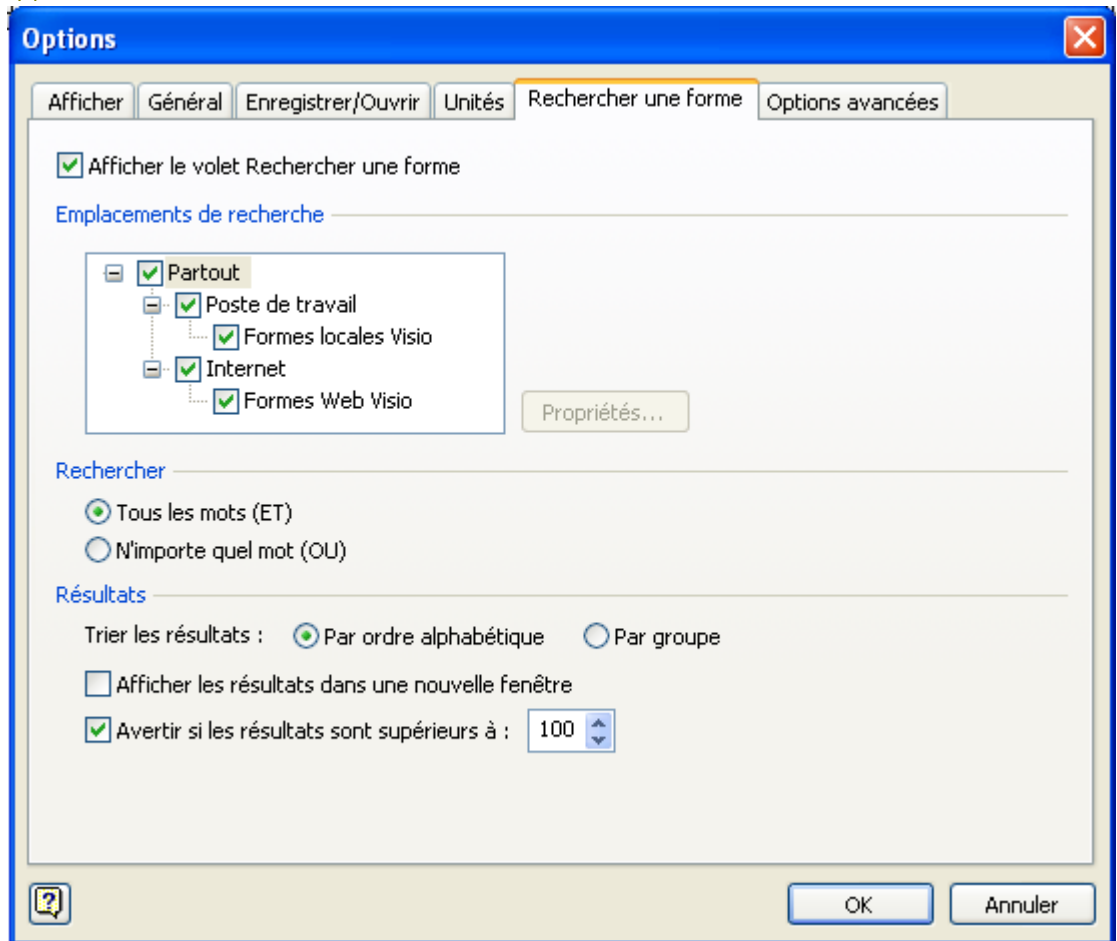 Options
Afficher Général Enregistrer/Ouvrir Unités Rechercher une forme Options avancées
Afficher le volet Rechercher une forme
Emplacements de recherche
Partout
Poste de travail
Formes locales Visio
Internet
Formes Web Visio
Propriétés...
Rechercher
Tous les mots (ET)
N'importe quel mot (OU)
Résultats
Trier les résultats : Par ordre alphabétique Par groupe
Afficher les résultats dans une nouvelle fenêtre
Avertir si les résultats sont supérieurs à : 100
? OK Annuler